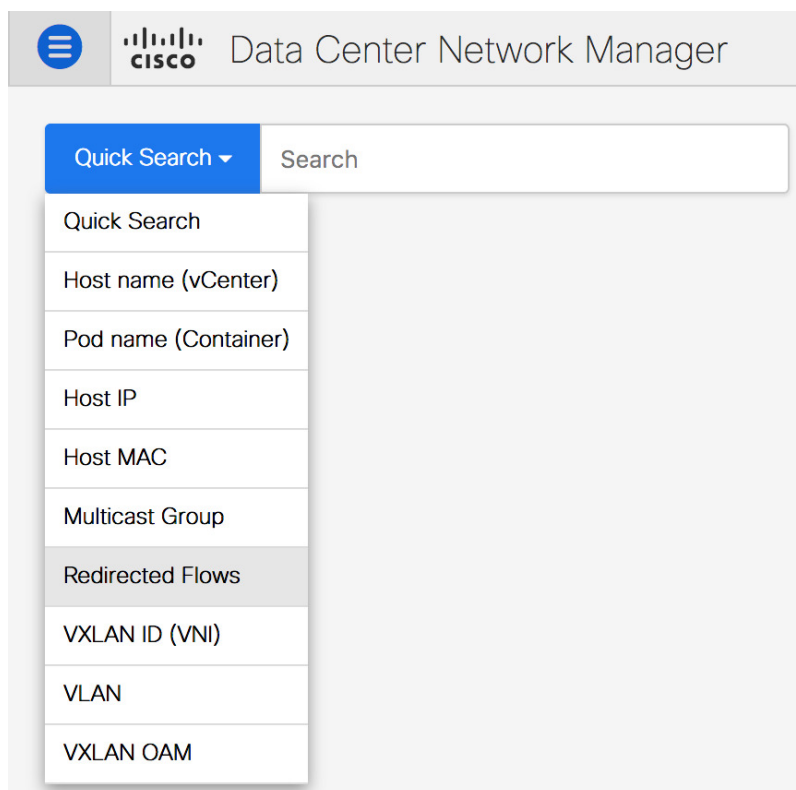 cisco Data Center Network Manager
Quick Search Search
Quick Search
Host name (vCenter)
Pod name (Container)
Host IP
Host MAC
Multicast Group
Redirected Flows
VXLAN ID (VNI)
VLAN
VXLAN OAM